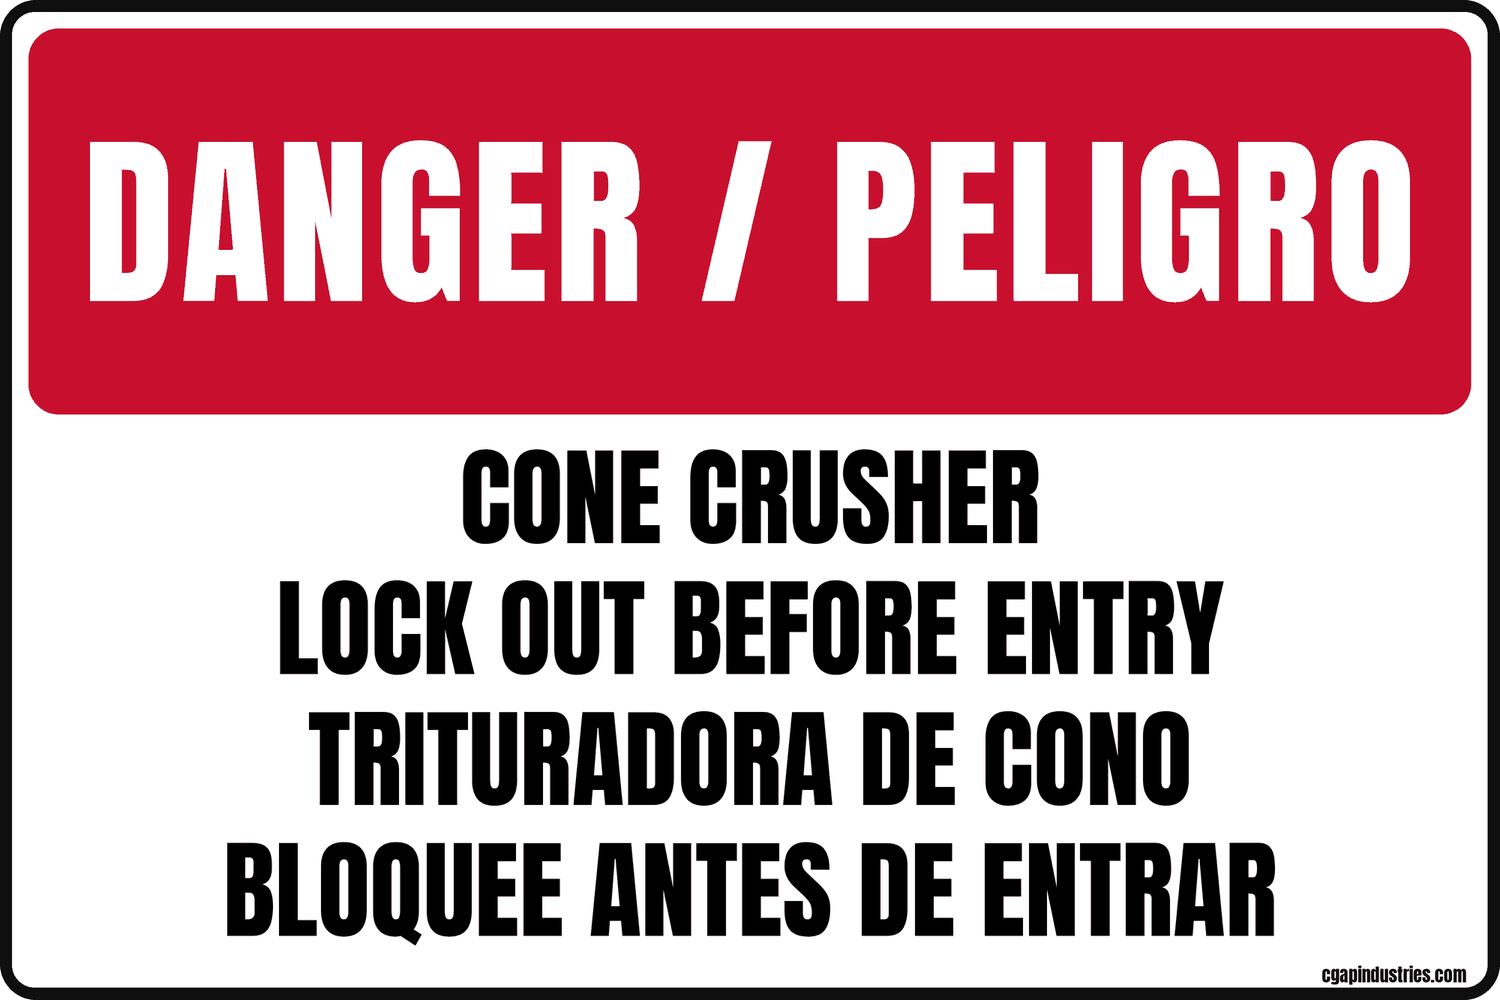 DANGER / PELIGRO
CONE CRUSHER
LOCK OUT BEFORE ENTRY
TRITURADORA DE CONO
BLOQUEE ANTES DE ENTRAR
cgapindustries.com